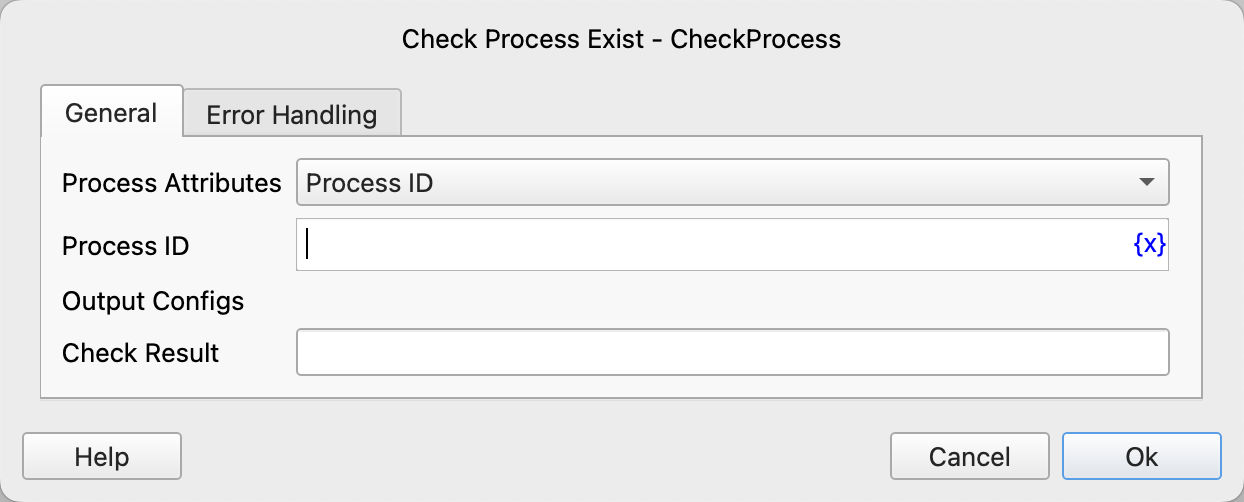 Check Process Exist - CheckProcess
General
Error Handling
Process Attributes
Process ID
Process ID
{x}
Output Configs
Check Result
Help
Cancel
Ok